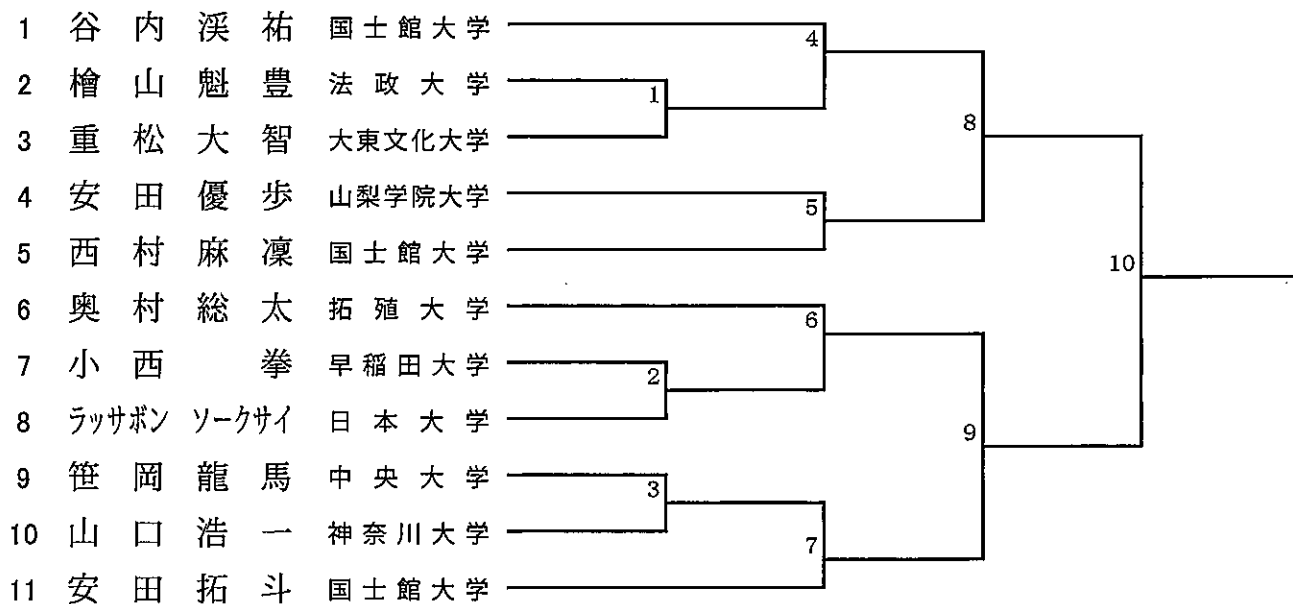 1 谷内渓祐 国士館大学
2 檜山魁豊 法政大学
3 重松大智 大東文化大学
4 安田優歩 山梨学院大学
5 西村麻凜 国士館大学
6 奥村総太 拓殖大学
7 小西 拳 早稲田大学
8 ラッサボン ソークサイ 日本大学
9 笹岡龍馬 中央大学
10 山口浩一 神奈川大学
11 安田拓斗 国士館大学
1
2
3
4
5
6
7
8
9
10